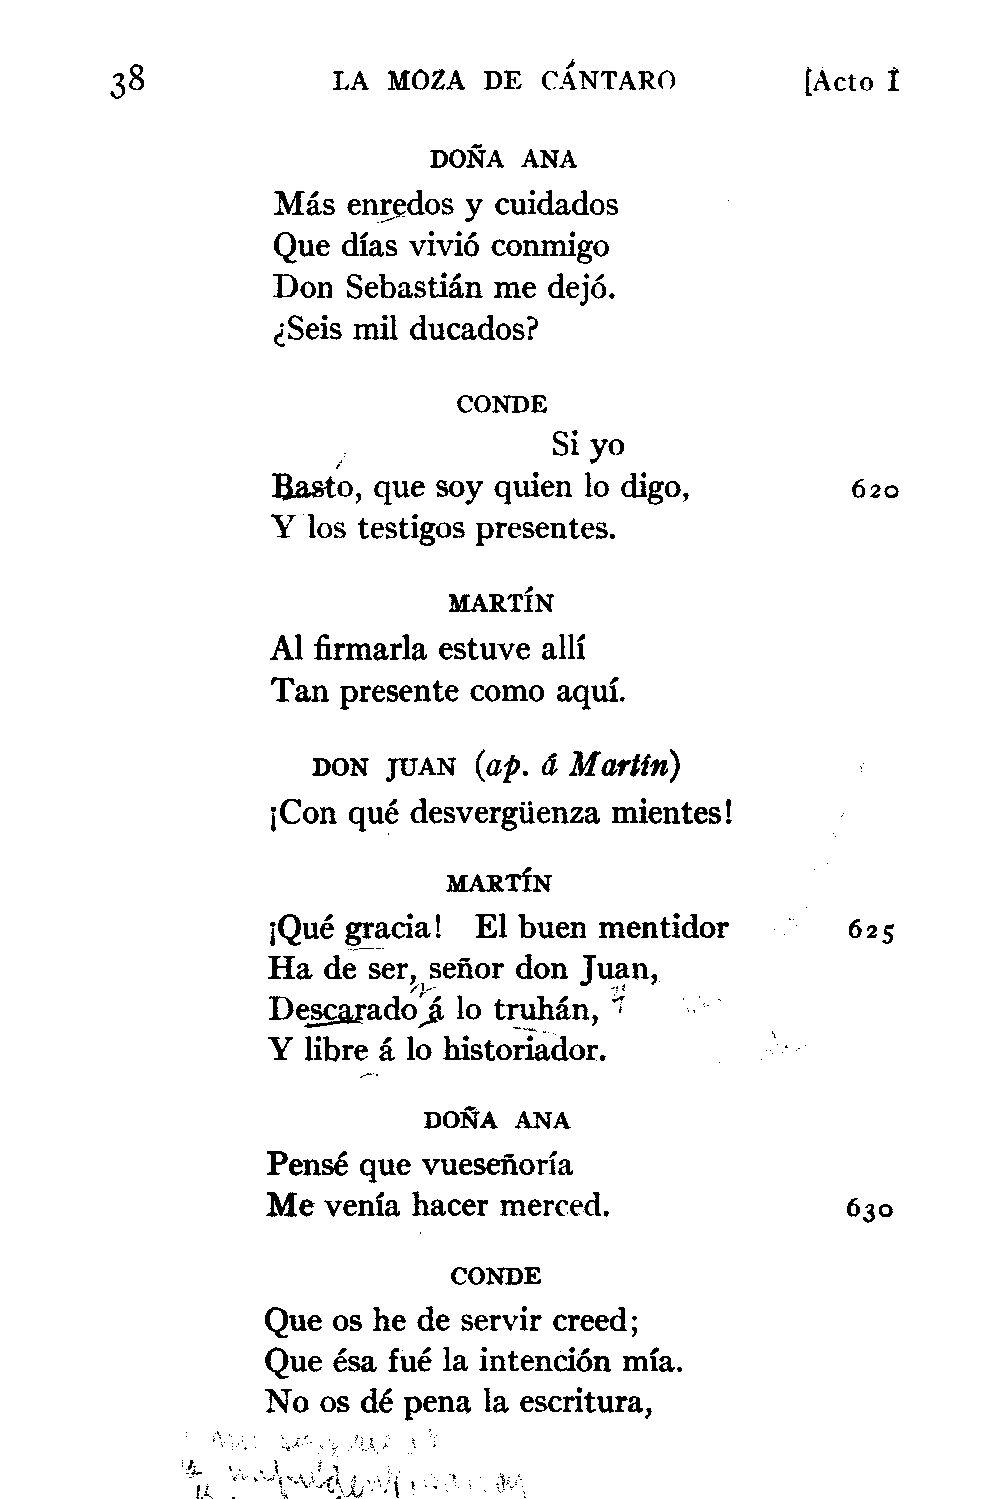 38 LA MOZA DE CÁNTARO [Acto I
DOÑA ANA
Más enredos y cuidados
Que días vivió conmigo
Don Sebastián me dejó.
¿Seis mil ducados?
CONDE
Si yo
Basto, que soy quien lo digo, 620
Y los testigos presentes.
MARTÍN
Al firmarla estuve allí
Tan presente como aquí.
DON JUAN (ap. á Martín)
¡Con qué desvergüenza mientes!
MARTÍN
¡Qué gracia! El buen mentidor 625
Ha de ser, señor don Juan,
Descarado á lo truhán,
Y libre á lo historiador.
DOÑA ANA
Pensé que vueseñoría
Me venía hacer merced. 630
CONDE
Que os he de servir creed;
Que ésa fué la intención mía.
No os dé pena la escritura,